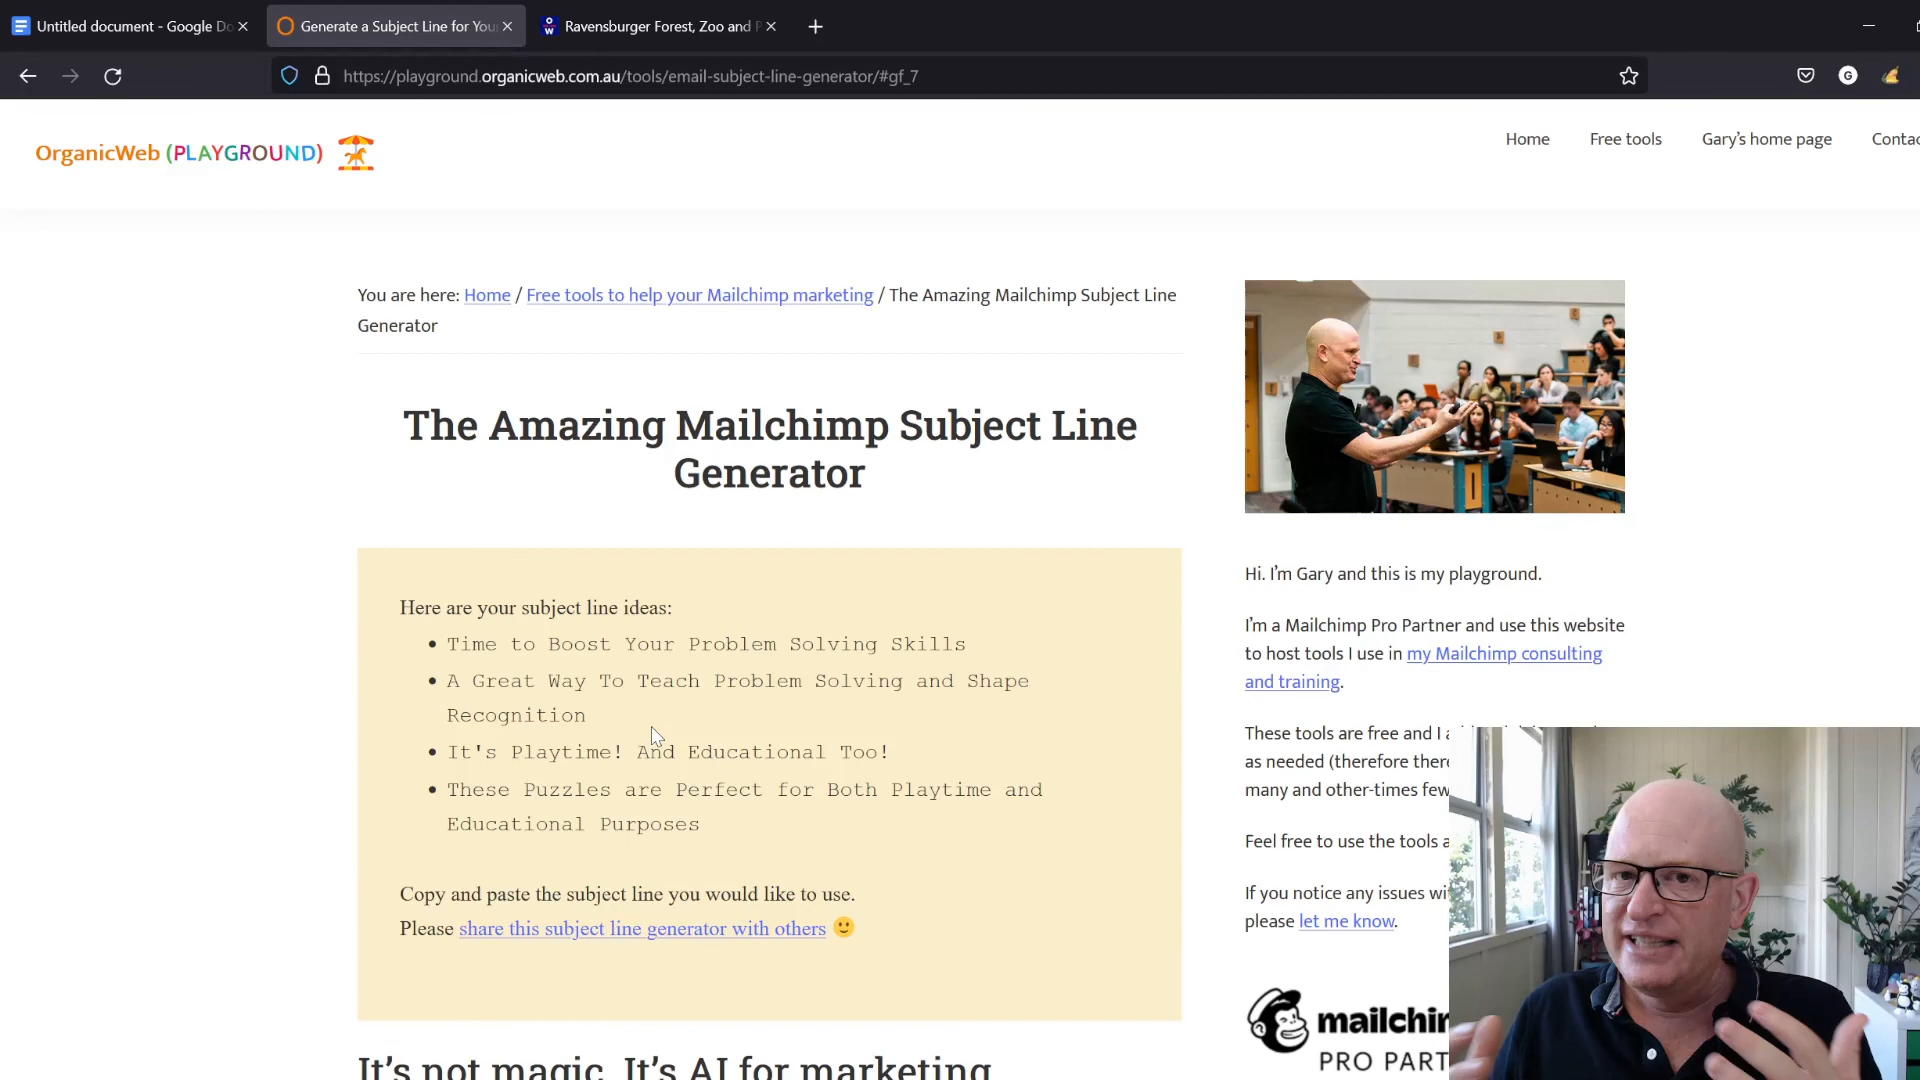 Untitled document - Google Do
Generate a Subject Line for You
Ravensburger Forest, Zoo and P
https://playground.organicweb.com.au/tools/email-subject-line-generator/#gf_7
OrganicWeb (PLAYGROUND)
Home Free tools Gary's home page Contac
You are here: Home / Free tools to help your Mailchimp marketing / The Amazing Mailchimp Subject Line
Generator
The Amazing Mailchimp Subject Line
Generator
Here are your subject line ideas:
• Time to Boost Your Problem Solving Skills
• A Great Way To Teach Problem Solving and Shape
Recognition
• It's Playtime! And Educational Too!
• These Puzzles are Perfect for Both Playtime and
Educational Purposes
Copy and paste the subject line you would like to use.
Please share this subject line generator with others 🙂
It's not magic. It's AI for marketing
Hi. I'm Gary and this is my playground.
I'm a Mailchimp Pro Partner and use this website
to host tools I use in my Mailchimp consulting
and training.
These tools are free and I a
as needed (therefore there
many and other-times few
Feel free to use the tools a
If you notice any issues wi
please let me know.
mailchim
PRO PART